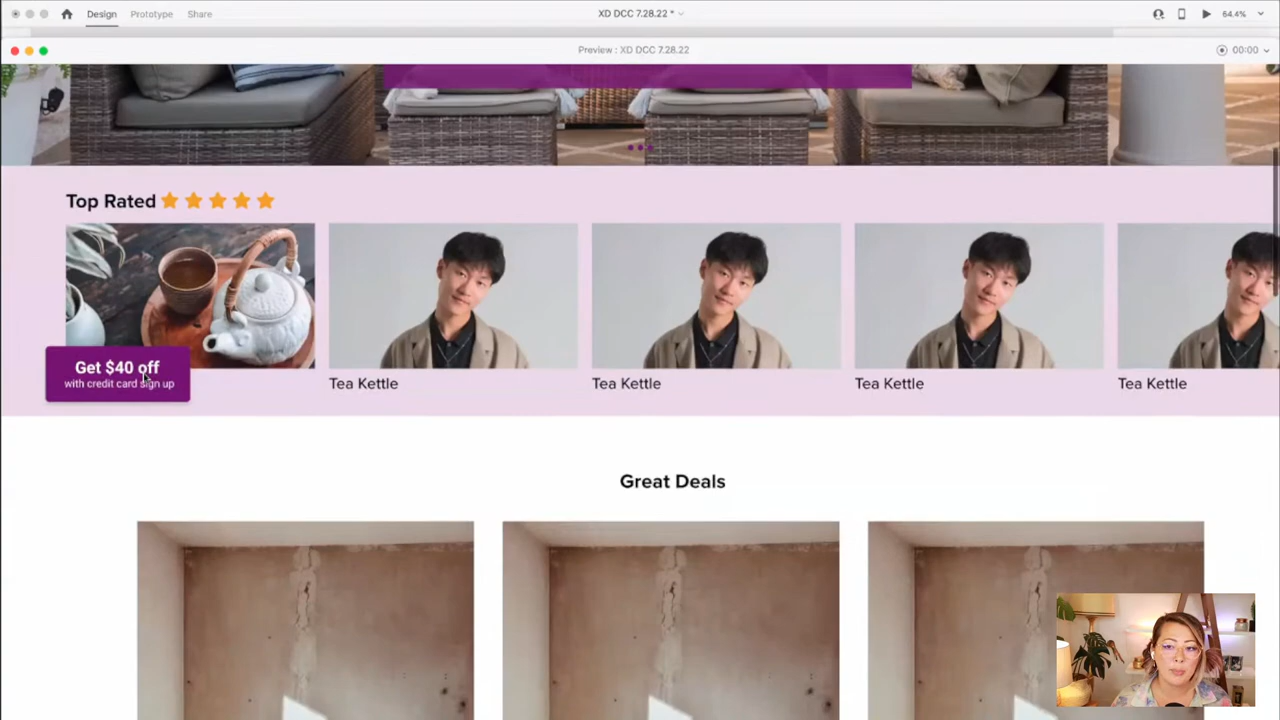 Design Prototype Share
XD DCC 7.28.22 *
64.4%
Preview : XD DCC 7.28.22
00:00
Top Rated
Get $40 off
with credit card sign up
Tea Kettle
Tea Kettle
Tea Kettle
Tea Kettle
Great Deals